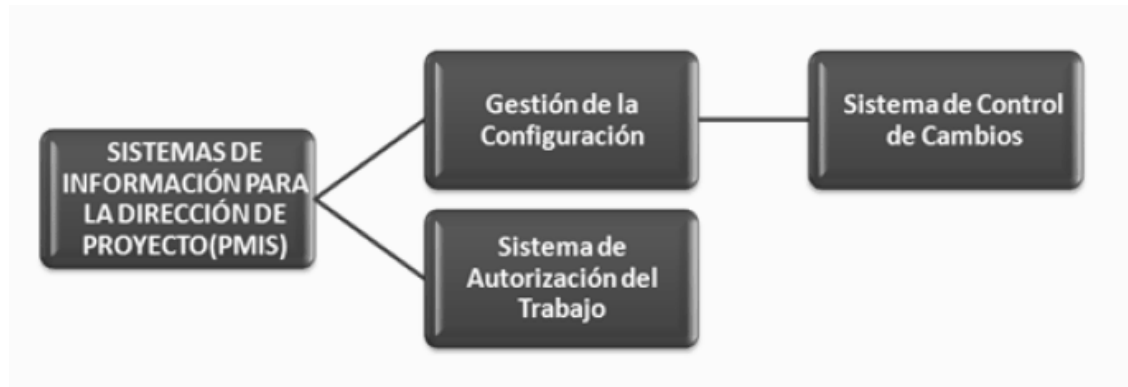 SISTEMAS DE
INFORMACIÓN PARA
LA DIRECCIÓN DE
PROYECTO(PMIS)
Gestión de la
Configuración
Sistema de Control
de Cambios
Sistema de
Autorización del
Trabajo